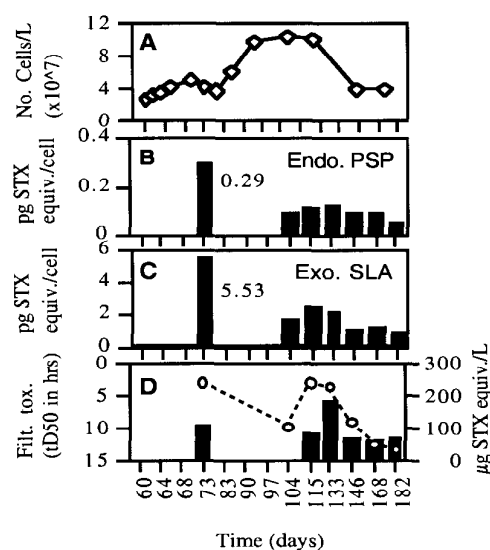 No. Cells/L
(x10^7)
12
8
4
0
A
pg STX
equiv./cell
0.4
0.2
0
B
Endo. PSP
0.29
pg STX
equiv./cell
6
4
2
0
C
Exo. SLA
5.53
Filt. tox.
(tD50 in hrs)
0
5
10
15
D
300
200
100
0
µg STX equiv./L
60 64 68 73 83 90 97 104 115 133 146 168 182
Time (days)